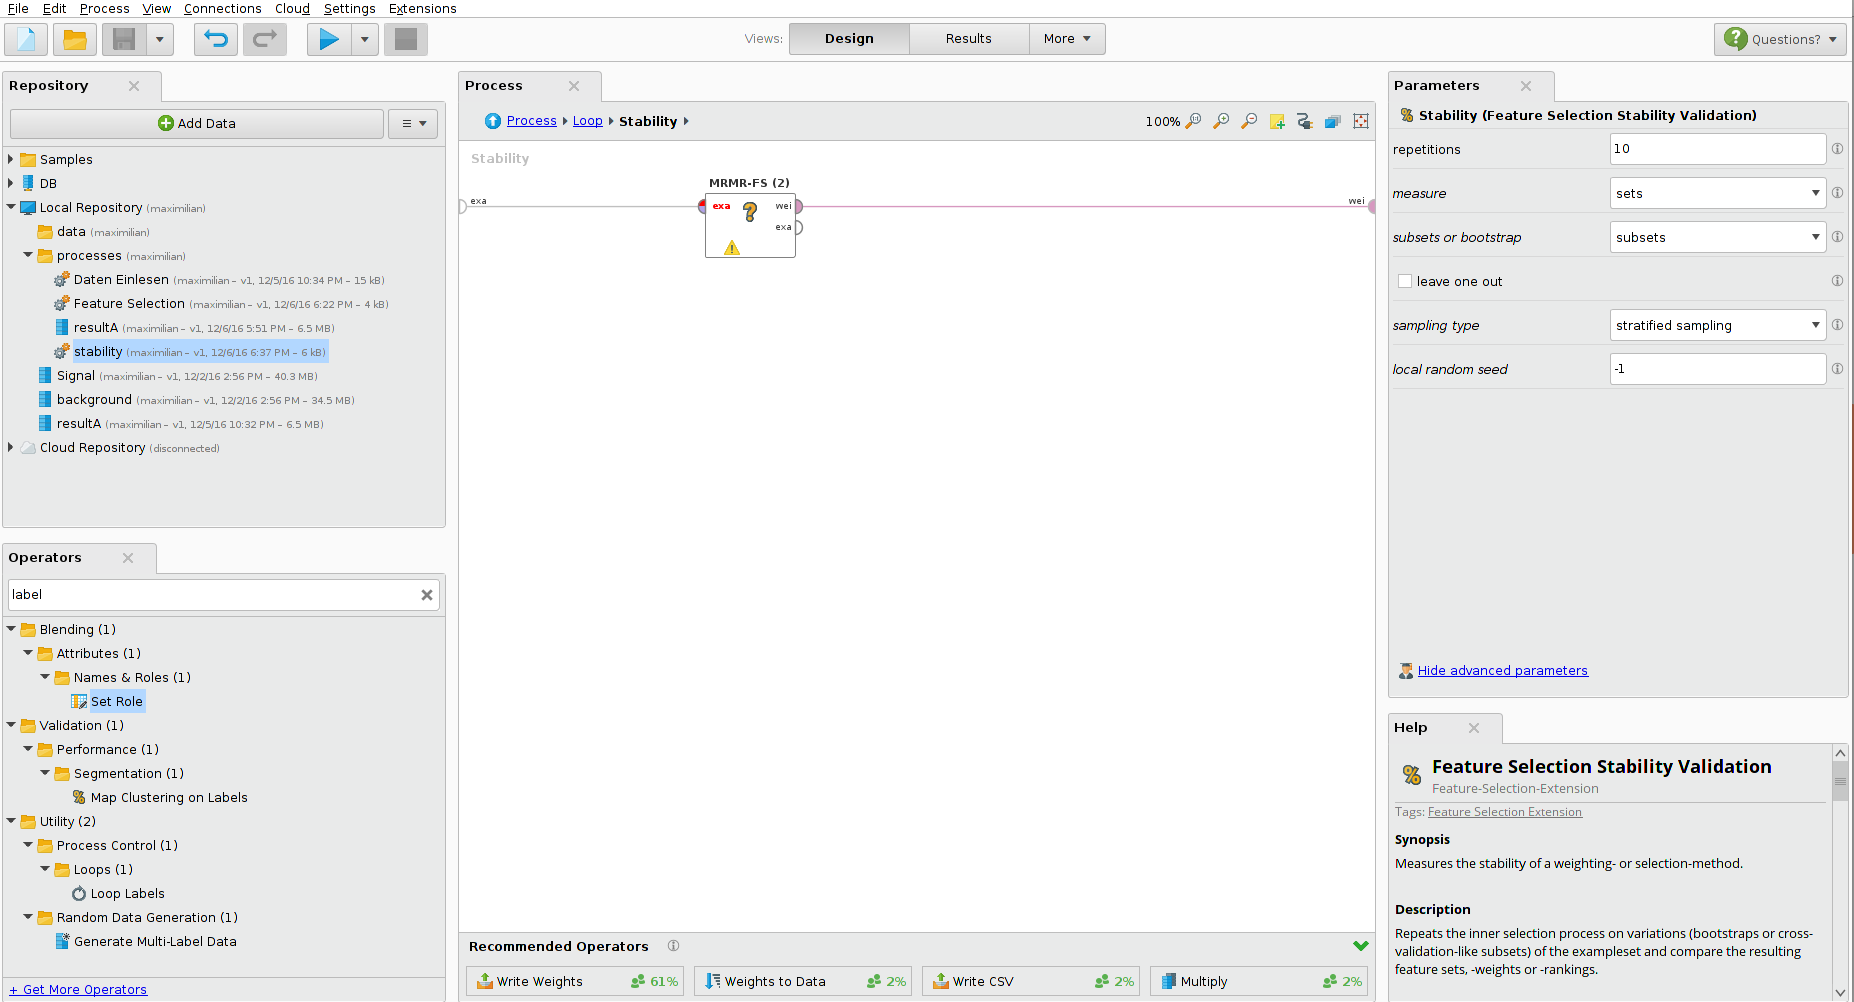 File Edit Process View Connections Cloud Settings Extensions
Views: Design Results More Questions?
Repository
Add Data
Samples
DB
Local Repository (maximilian)
data (maximilian)
processes (maximilian)
Daten Einlesen (maximilian – v1, 12/5/16 10:34 PM – 15 kB)
Feature Selection (maximilian – v1, 12/6/16 6:22 PM – 4 kB)
resultA (maximilian – v1, 12/6/16 5:51 PM – 6.5 MB)
stability (maximilian – v1, 12/6/16 6:37 PM – 6 kB)
Signal (maximilian – v1, 12/2/16 2:56 PM – 40.3 MB)
background (maximilian – v1, 12/2/16 2:56 PM – 34.5 MB)
resultA (maximilian – v1, 12/5/16 10:32 PM – 6.5 MB)
Cloud Repository (disconnected)
Operators
label
Blending (1)
Attributes (1)
Names & Roles (1)
Set Role
Validation (1)
Performance (1)
Segmentation (1)
Map Clustering on Labels
Utility (2)
Process Control (1)
Loops (1)
Loop Labels
Random Data Generation (1)
Generate Multi-Label Data
+ Get More Operators
Process
Process Loop Stability
100%
Stability
MRMR-FS (2)
exa exa wei wei
exa
Recommended Operators
Write Weights 61% Weights to Data 2% Write CSV 2% Multiply 2%
Parameters
Stability (Feature Selection Stability Validation)
repetitions 10
measure sets
subsets or bootstrap subsets
leave one out
sampling type stratified sampling
local random seed -1
Hide advanced parameters
Help
Feature Selection Stability Validation
Feature-Selection-Extension
Tags: Feature Selection Extension
Synopsis
Measures the stability of a weighting- or selection-method.
Description
Repeats the inner selection process on variations (bootstraps or cross-
validation-like subsets) of the exampleset and compare the resulting
feature sets, -weights or -rankings.